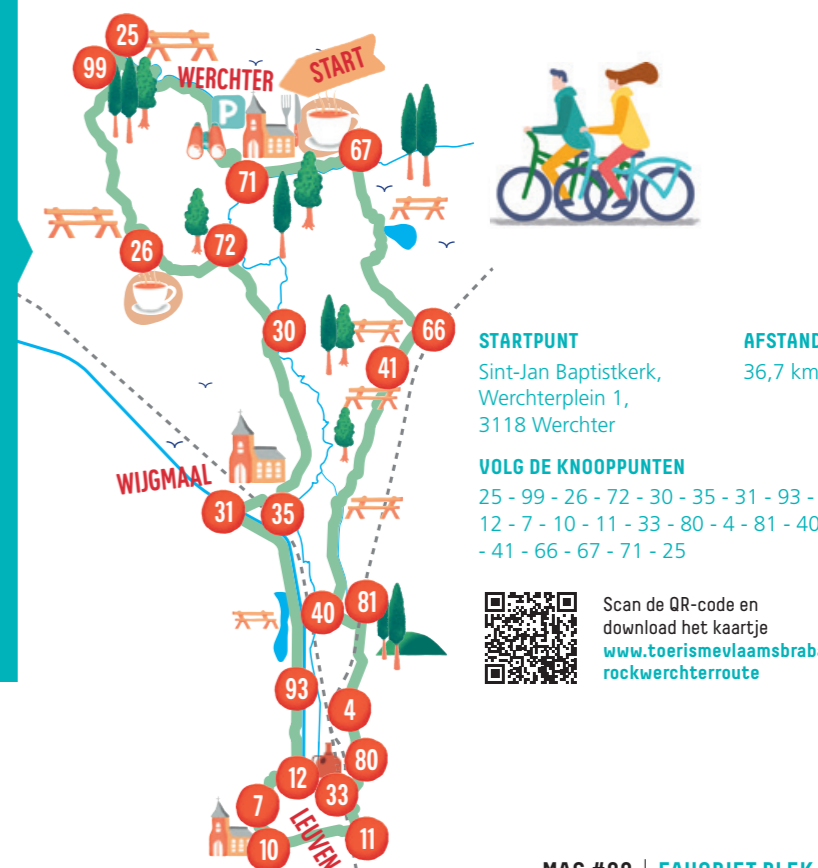 25
99
WERCHTER
START
P
67
71
26
72
30
66
41
WIJGMAAL
31
35
40
81
93
4
80
12
33
7
LEUVEN
10
11
STARTPUNT
Sint-Jan Baptistkerk,
Werchterplein 1,
3118 Werchter
AFSTAND
36,7 km
VOLG DE KNOOPPUNTEN
25 - 99 - 26 - 72 - 30 - 35 - 31 - 93 -
12 - 7 - 10 - 11 - 33 - 80 - 4 - 81 - 40
- 41 - 66 - 67 - 71 - 25
Scan de QR-code en
download het kaartje
www.toerismevlaamsbraba
rockwerchterroute